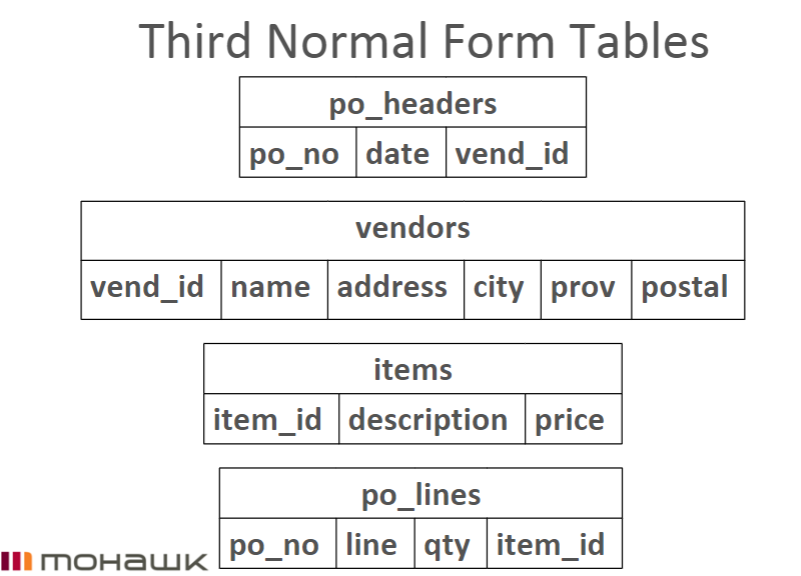 Third Normal Form Tables
po_headers
po_no date vend_id
vendors
vend_id name address city prov postal
items
item_id description price
po_lines
po_no line qty item_id
mohawk